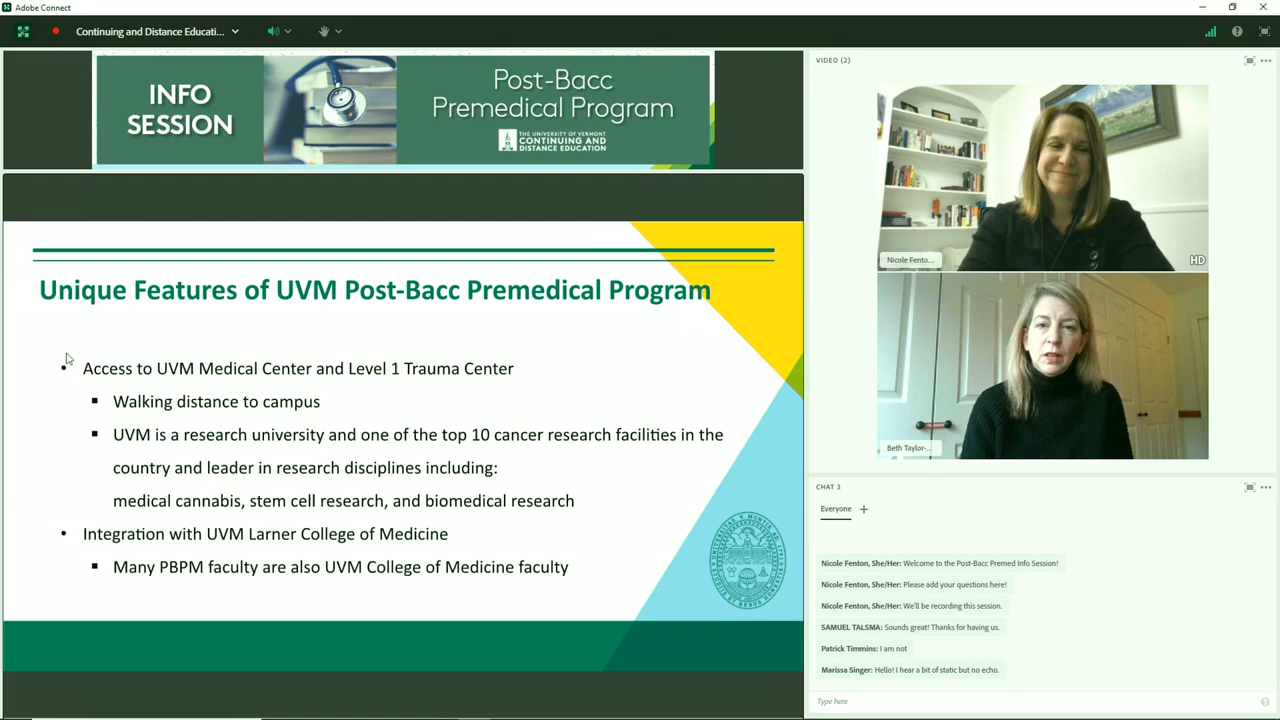 Adobe Connect
Continuing and Distance Educati...
INFO
SESSION
Post-Bacc
Premedical Program
THE UNIVERSITY OF VERMONT
CONTINUING AND
DISTANCE EDUCATION
Unique Features of UVM Post-Bacc Premedical Program
• Access to UVM Medical Center and Level 1 Trauma Center
▪ Walking distance to campus
▪ UVM is a research university and one of the top 10 cancer research facilities in the
country and leader in research disciplines including:
medical cannabis, stem cell research, and biomedical research
• Integration with UVM Larner College of Medicine
▪ Many PBPM faculty are also UVM College of Medicine faculty
VIDEO (2)
Nicole Fento...
HD
Beth Taylor-...
CHAT 3
Everyone
Nicole Fenton, She/Her: Welcome to the Post-Bacc Premed Info Session!
Nicole Fenton, She/Her: Please add your questions here!
Nicole Fenton, She/Her: We'll be recording this session.
SAMUEL TALSMA: Sounds great! Thanks for having us.
Patrick Timmins: I am not
Marissa Singer: Hello! I hear a bit of static but no echo.
Type here